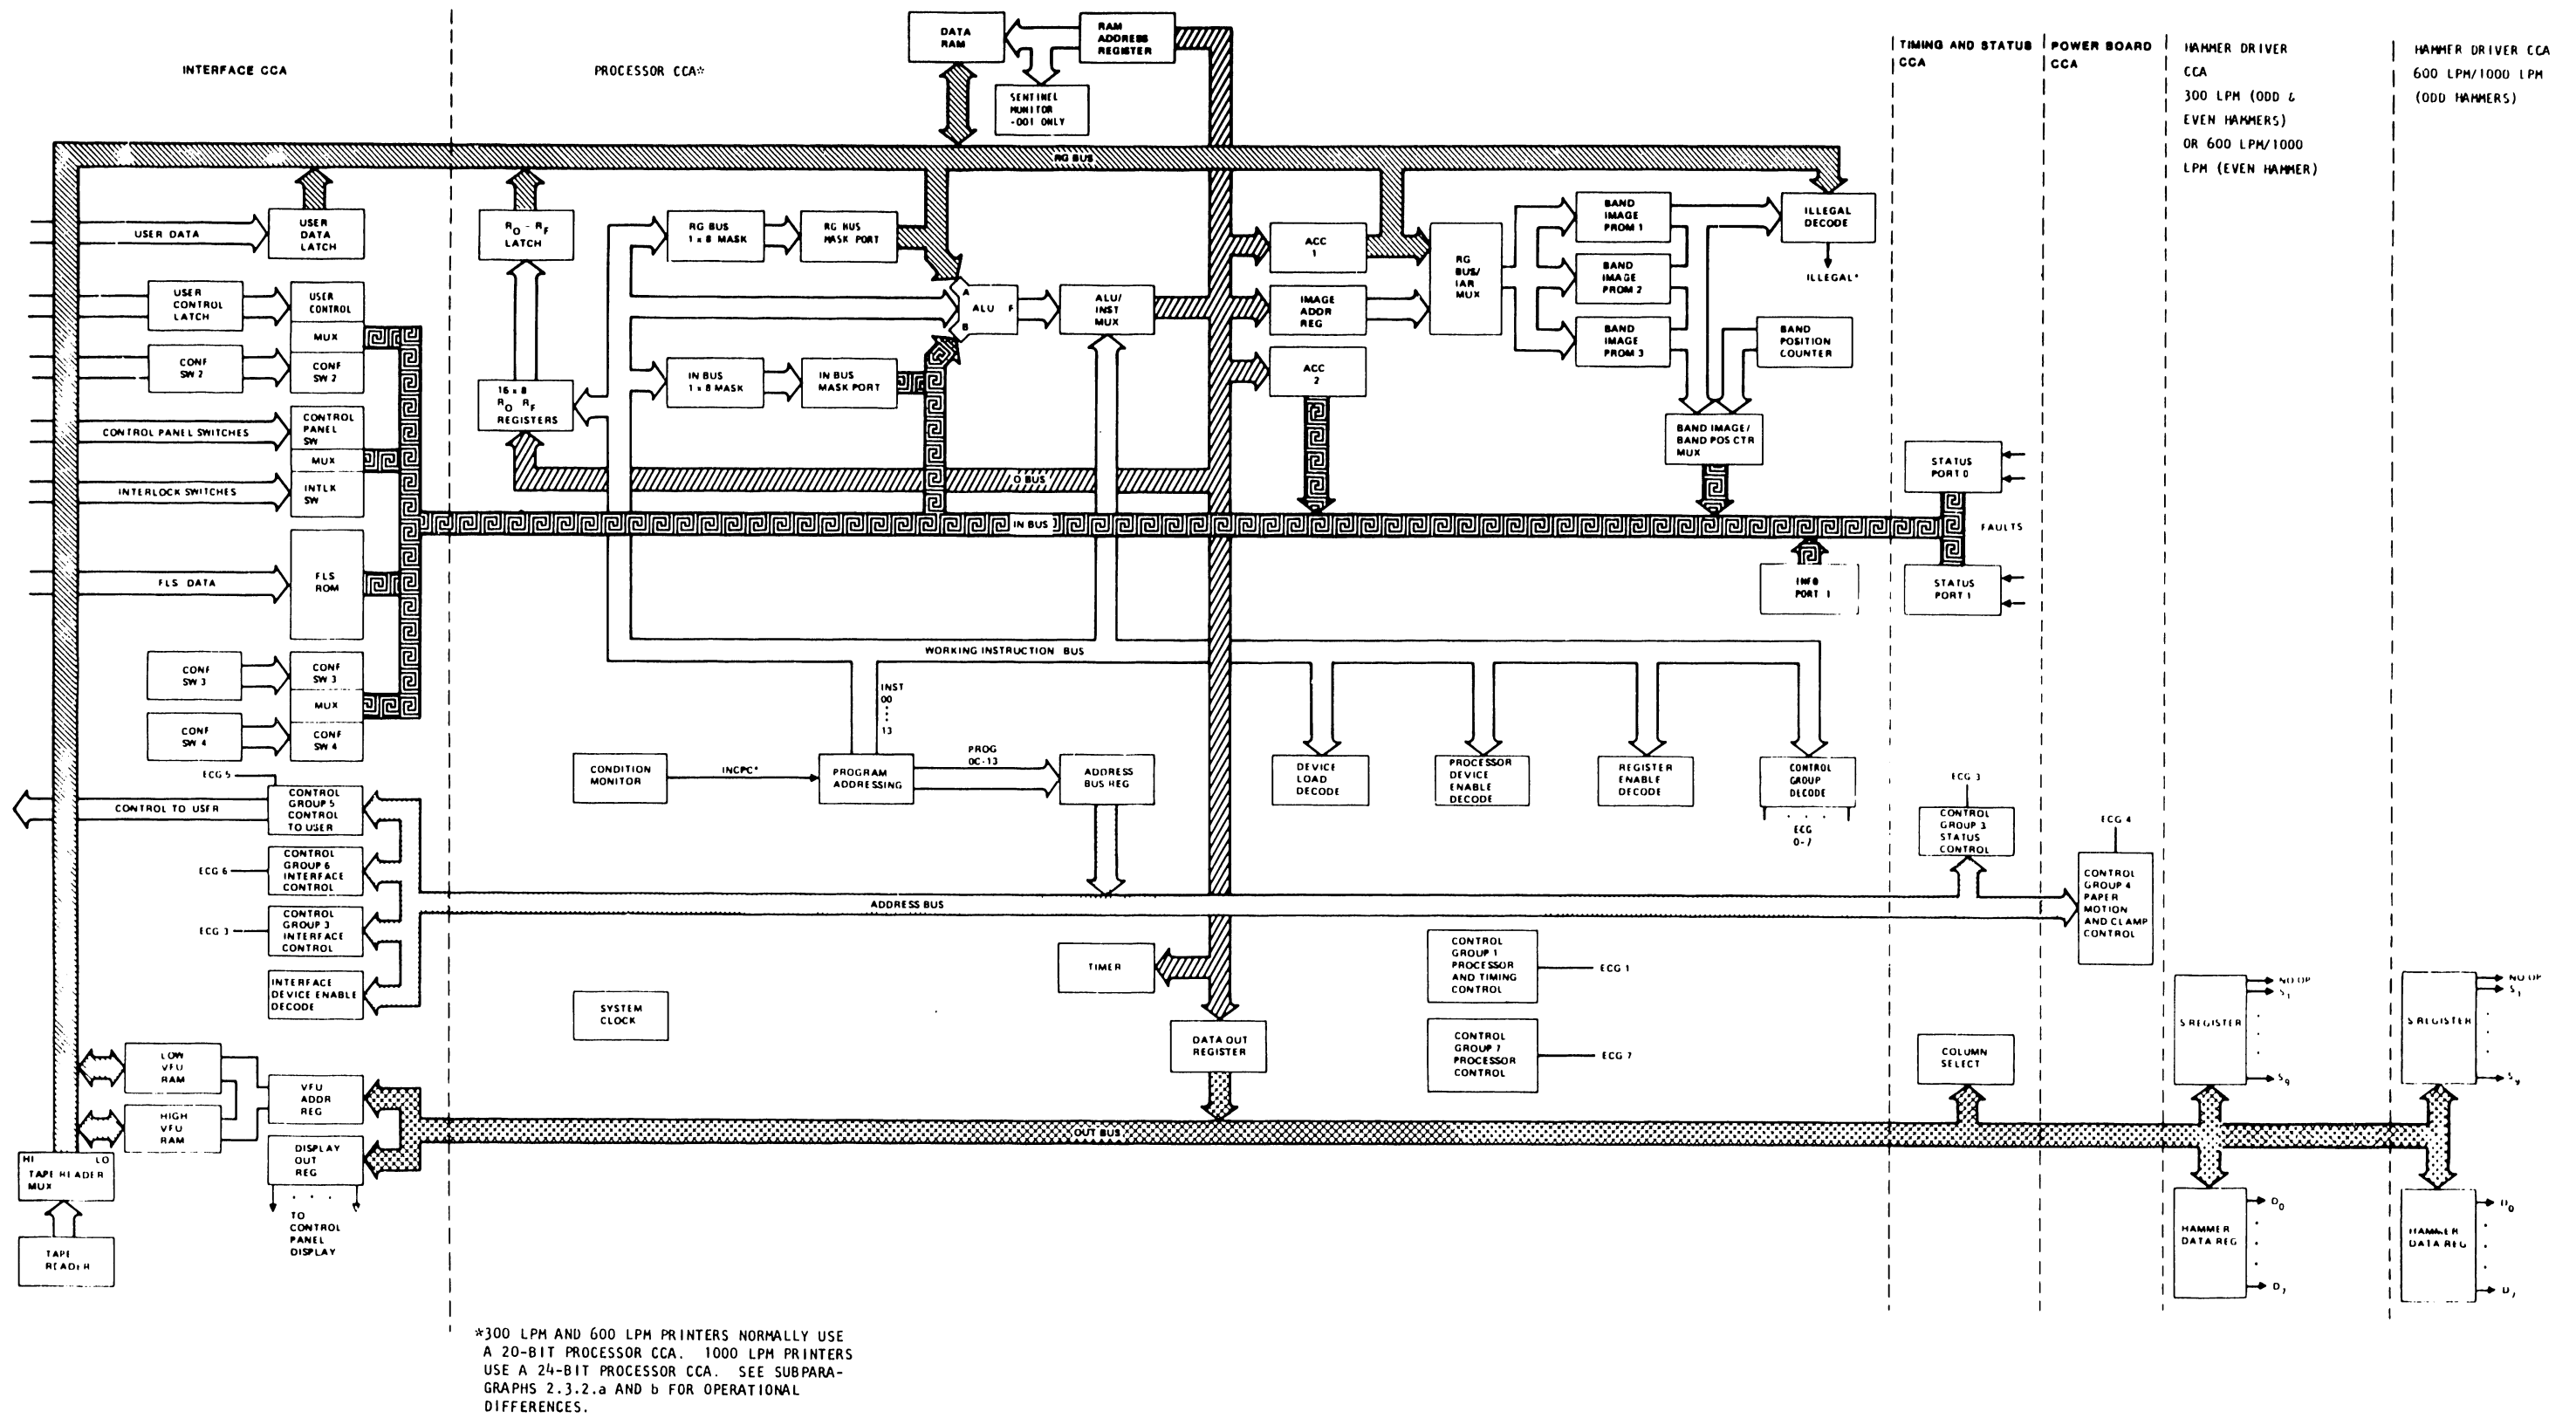 INTERFACE CCA
PROCESSOR CCA*
TIMING AND STATUS
CCA
POWER BOARD
CCA
HAMMER DRIVER
CCA
300 LPM (ODD &
EVEN HAMMERS)
OR 600 LPM/1000
LPM (EVEN HAMMER)
HAMMER DRIVER CCA
600 LPM/1000 LPM
(ODD HAMMERS)
DATA
RAM
RAM
ADDRESS
REGISTER
SENTINEL
MONITOR
-001 ONLY
RG BUS
USER DATA
USER
DATA
LATCH
USER
CONTROL
LATCH
USER
CONTROL
MUX
CONF
SW 2
CONF
SW 2
CONTROL PANEL SWITCHES
CONTROL
PANEL
SW
MUX
INTERLOCK SWITCHES
INTLK
SW
FLS DATA
FLS
ROM
CONF
SW 3
CONF
SW 3
MUX
CONF
SW 4
CONF
SW 4
R0 - RF
LATCH
16 x 8
R0 RF
REGISTERS
RG BUS
1 x 8 MASK
RG BUS
MASK PORT
IN BUS
1 x 8 MASK
IN BUS
MASK PORT
A
ALU F
B
ALU/
INST
MUX
ACC
1
IMAGE
ADDR
REG
ACC
2
RG
BUS/
IAR
MUX
BAND
IMAGE
PROM 1
BAND
IMAGE
PROM 2
BAND
IMAGE
PROM 3
ILLEGAL
DECODE
ILLEGAL*
BAND
POSITION
COUNTER
BAND IMAGE/
BAND POS CTR
MUX
O BUS
IN BUS
STATUS
PORT 0
FAULTS
STATUS
PORT 1
INFO
PORT 1
WORKING INSTRUCTION BUS
INST
00
13
CONDITION
MONITOR
INCPC*
PROGRAM
ADDRESSING
PROG
0C-13
ADDRESS
BUS REG
DEVICE
LOAD
DECODE
PROCESSOR
DEVICE
ENABLE
DECODE
REGISTER
ENABLE
DECODE
CONTROL
GROUP
DECODE
ECG
0-7
ECG 5
CONTROL TO USER
CONTROL
GROUP 5
CONTROL
TO USER
ECG 6
CONTROL
GROUP 6
INTERFACE
CONTROL
ECG 3
CONTROL
GROUP 3
INTERFACE
CONTROL
INTERFACE
DEVICE ENABLE
DECODE
ECG 3
CONTROL
GROUP 3
STATUS
CONTROL
ECG 4
CONTROL
GROUP 4
PAPER
MOTION
AND CLAMP
CONTROL
ADDRESS BUS
TIMER
SYSTEM
CLOCK
DATA OUT
REGISTER
CONTROL
GROUP 1
PROCESSOR
AND TIMING
CONTROL
ECG 1
CONTROL
GROUP 7
PROCESSOR
CONTROL
ECG 7
COLUMN
SELECT
S REGISTER
NO OP
S1
S9
S REGISTER
NO OP
S1
S9
LOW
VFU
RAM
HIGH
VFU
RAM
VFU
ADDR
REG
DISPLAY
OUT
REG
TO
CONTROL
PANEL
DISPLAY
OUT BUS
HI LO
TAPE READER
MUX
TAPE
READER
HAMMER
DATA REG
D0
D7
HAMMER
DATA REG
D0
D7
*300 LPM AND 600 LPM PRINTERS NORMALLY USE
A 20-BIT PROCESSOR CCA. 1000 LPM PRINTERS
USE A 24-BIT PROCESSOR CCA. SEE SUBPARA-
GRAPHS 2.3.2.a AND b FOR OPERATIONAL
DIFFERENCES.